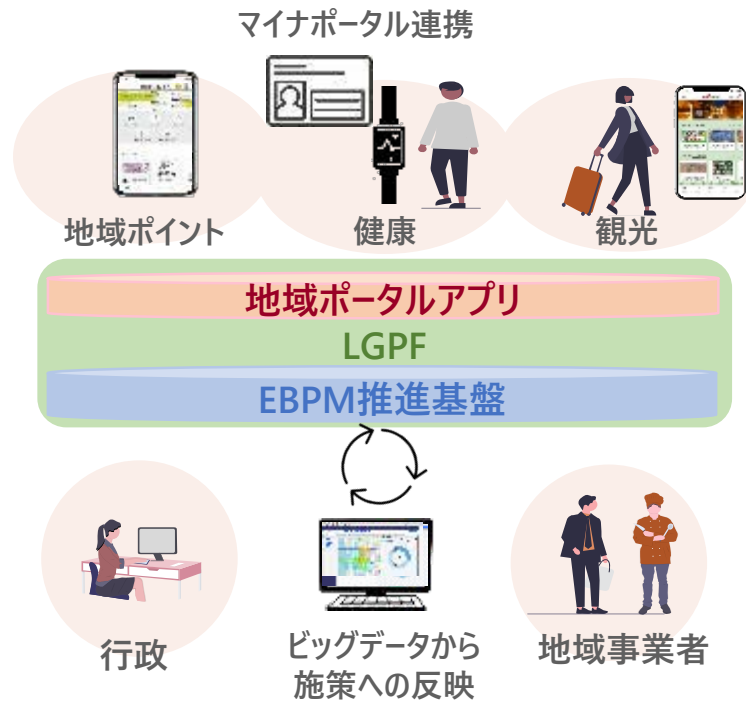 マイナポータル連携
地域ポイント
健康
観光
地域ポータルアプリ
LGPF
EBPM推進基盤
行政
ビッグデータから
施策への反映
地域事業者